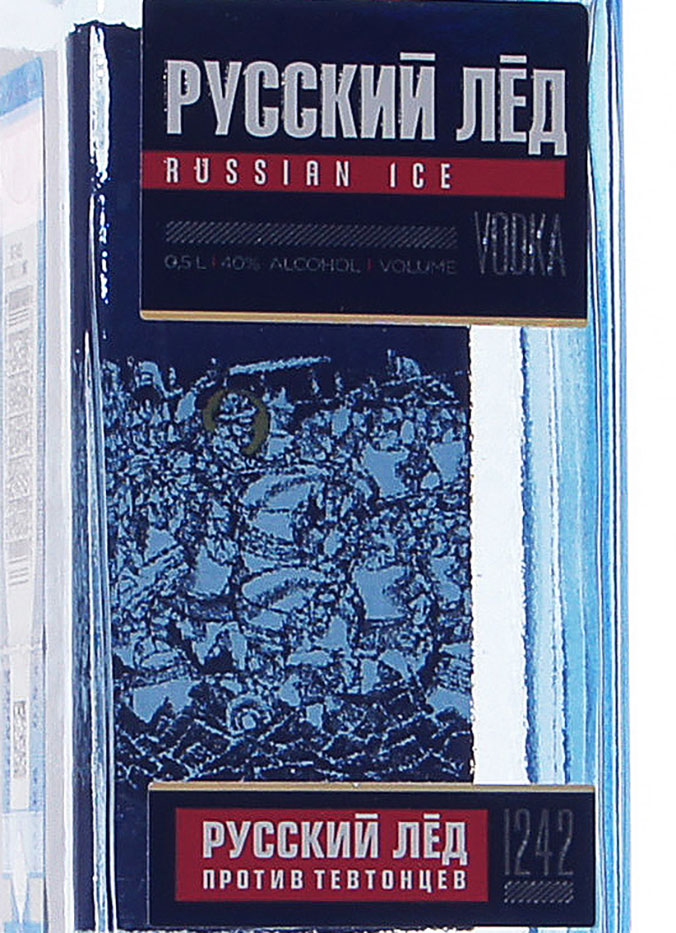 РУССКИЙ ЛЁД
RUSSIAN ICE
VODKA
0,5 L | 40% ALCOHOL | VOLUME
РУССКИЙ ЛЁД
ПРОТИВ ТЕВТОНЦЕВ
1242